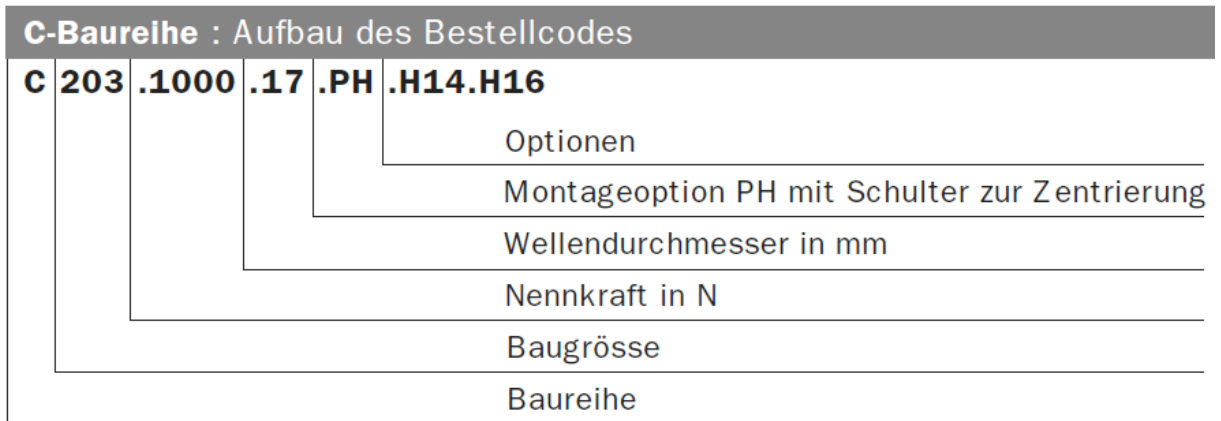 C-Baureihe : Aufbau des Bestellcodes
C 203 .1000 .17 .PH .H14.H16
Optionen
Montageoption PH mit Schulter zur Zentrierung
Wellendurchmesser in mm
Nennkraft in N
Baugrösse
Baureihe